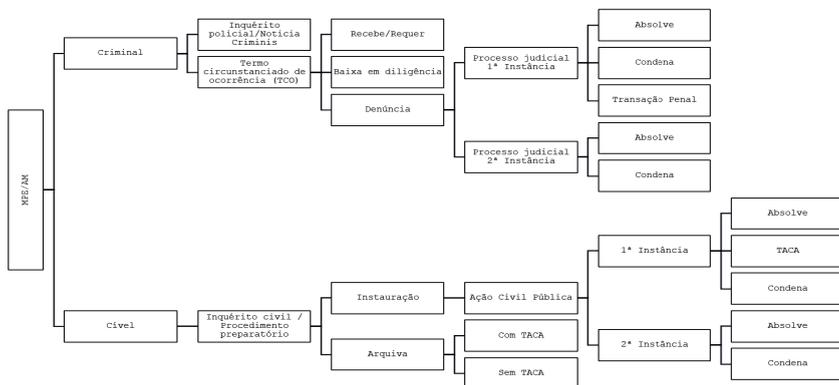 MPE/AM
Criminal
Inquérito
policial/Notícia
Criminis
Termo
circunstanciado de
ocorrência (TCO)
Recebe/Requer
Baixa em diligência
Denúncia
Processo judicial
1ª Instância
Absolve
Condena
Transação Penal
Processo judicial
2ª Instância
Absolve
Condena
Cível
Inquérito civil /
Procedimento
preparatório
Instauração
Ação Civil Pública
1ª Instância
Absolve
TACA
Condena
2ª Instância
Absolve
Condena
Arquiva
Com TACA
Sem TACA